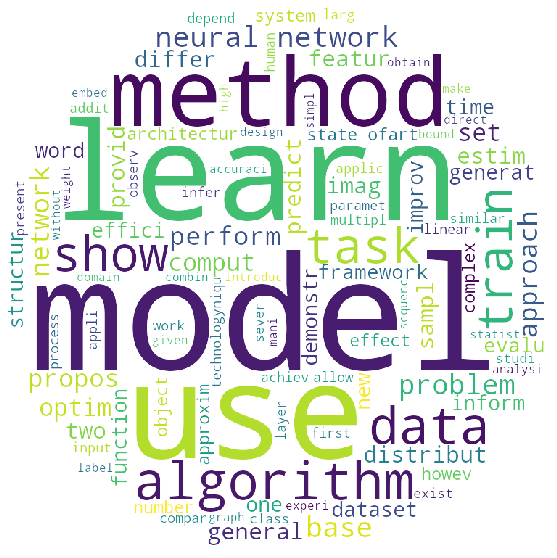 depend
system larg
neural network
human
obtain
embed
differ
featur
make
method
addit
high
simpl
direct
architectur
design
state ofart
bound
time
set
word
provid
observ
accuraci
applic
predict
imag
improv
estim
learn
weight
infer
paramet
generat
present
without
network
effici
perform
multipl
linear
similar
structur
show
comput
task
train
approach
framework
complex
domain
combin
introduc
demonstr
sampl
sequenc
statist
model
process
appli
work
given
technologyniqu
sever
mani
effect
evalu
studi
analysi
propos
achiev
allow
new
problem
optim
use
object
approxim
layer
first
inform
two
function
data
input
label
distribut
algorithm
howev
number
one
experi
dataset
exist
compar
graph
class
general
base